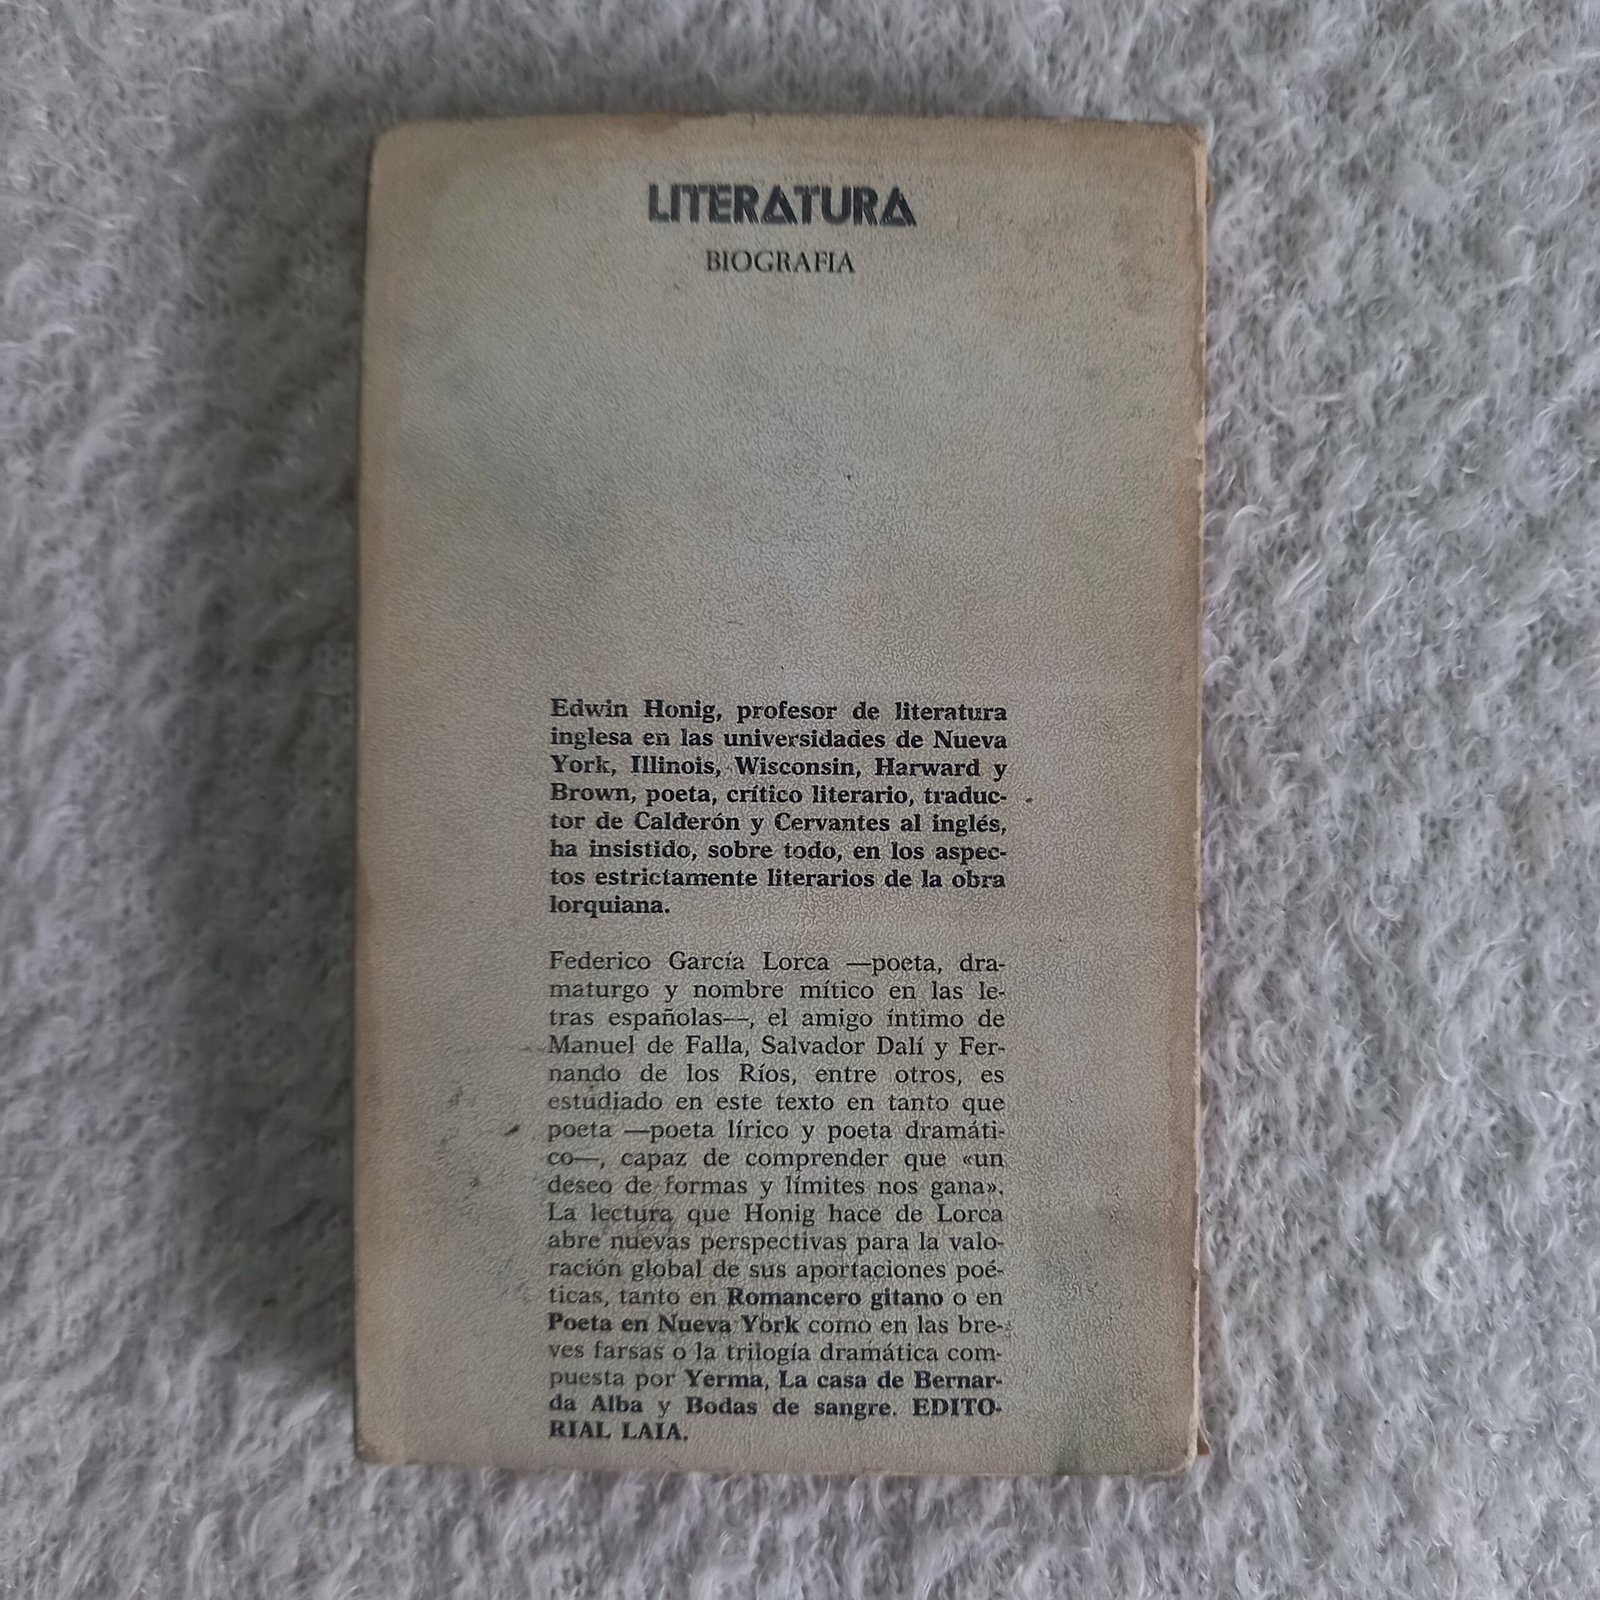 LITERATURA
BIOGRAFIA
Edwin Honig, profesor de literatura
inglesa en las universidades de Nueva
York, Illinois, Wisconsin, Harward y
Brown, poeta, crítico literario, traduc-
tor de Calderón y Cervantes al inglés,
ha insistido, sobre todo, en los aspec-
tos estrictamente literarios de la obra
lorquiana.
Federico García Lorca —poeta, dra-
maturgo y nombre mítico en las le-
tras españolas—, el amigo íntimo de
Manuel de Falla, Salvador Dalí y Fer-
nando de los Ríos, entre otros, es
estudiado en este texto en tanto que
poeta —poeta lírico y poeta dramáti-
co—, capaz de comprender que «un
deseo de formas y límites nos gana».
La lectura que Honig hace de Lorca
abre nuevas perspectivas para la valo-
ración global de sus aportaciones poé-
ticas, tanto en Romancero gitano o en
Poeta en Nueva York como en las bre-
ves farsas o la trilogía dramática com-
puesta por Yerma, La casa de Bernar-
da Alba y Bodas de sangre. EDITO-
RIAL LAIA.